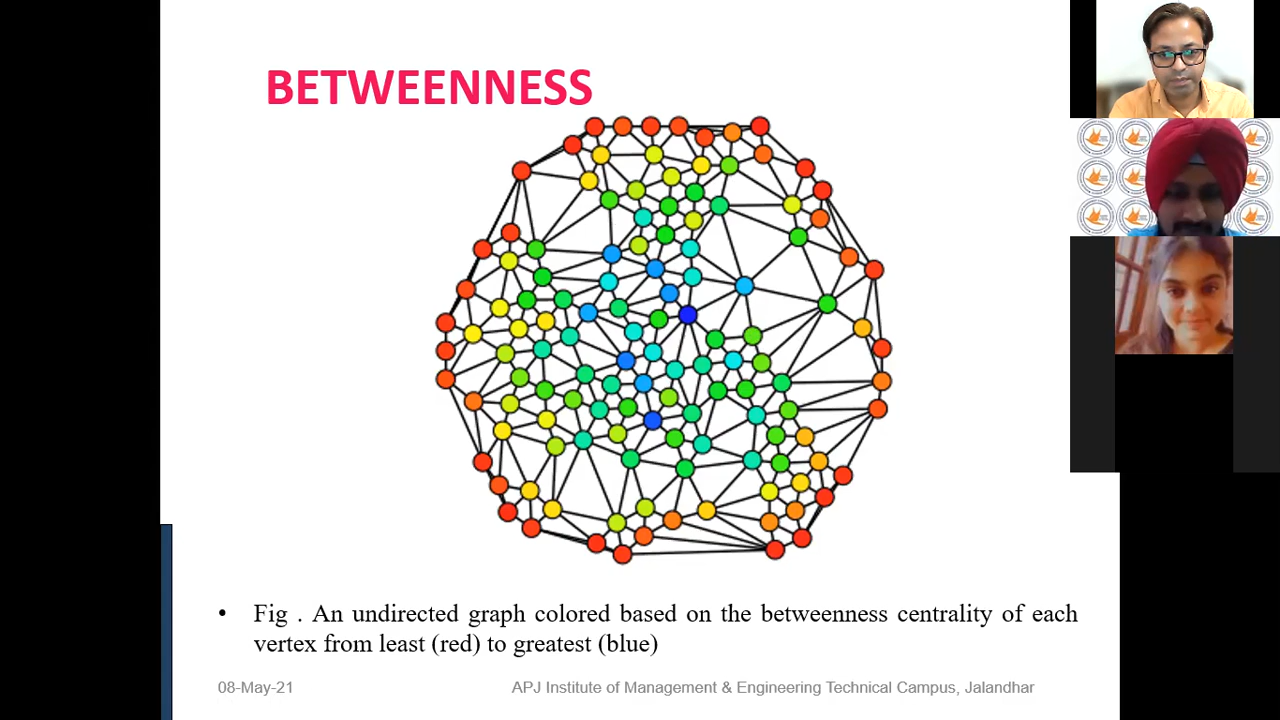 BETWEENNESS
• Fig . An undirected graph colored based on the betweenness centrality of each
vertex from least (red) to greatest (blue)
08-May-21
APJ Institute of Management & Engineering Technical Campus, Jalandhar